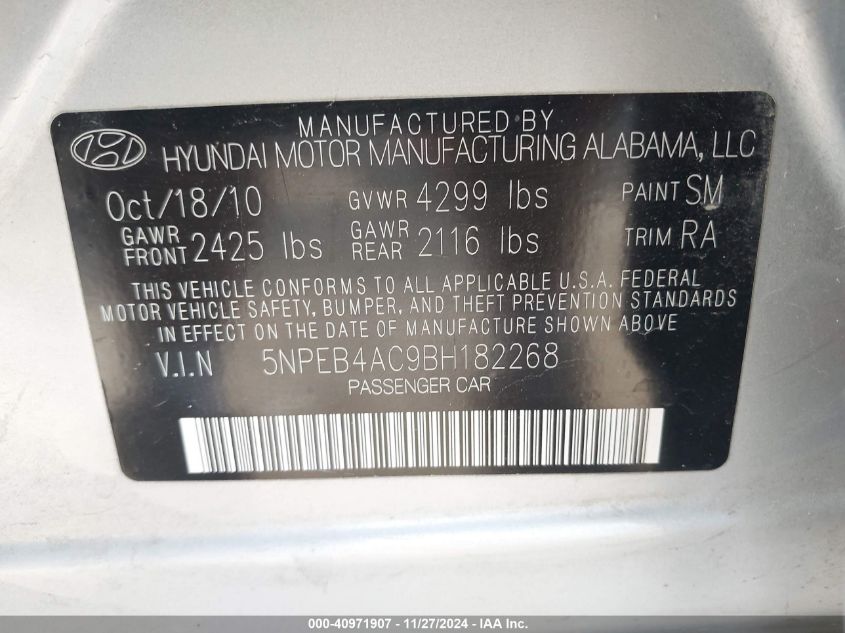 MANUFACTURED BY
HYUNDAI MOTOR MANUFACTURING ALABAMA, LLC
Oct/18/10 GVWR 4299 lbs PAINT SM
GAWR FRONT 2425 lbs GAWR REAR 2116 lbs TRIM RA
THIS VEHICLE CONFORMS TO ALL APPLICABLE U.S.A. FEDERAL
MOTOR VEHICLE SAFETY, BUMPER, AND THEFT PREVENTION STANDARDS
IN EFFECT ON THE DATE OF MANUFACTURE SHOWN ABOVE
V.I.N 5NPEB4AC9BH182268
PASSENGER CAR
000-40971907 - 11/27/2024 - IAA Inc.